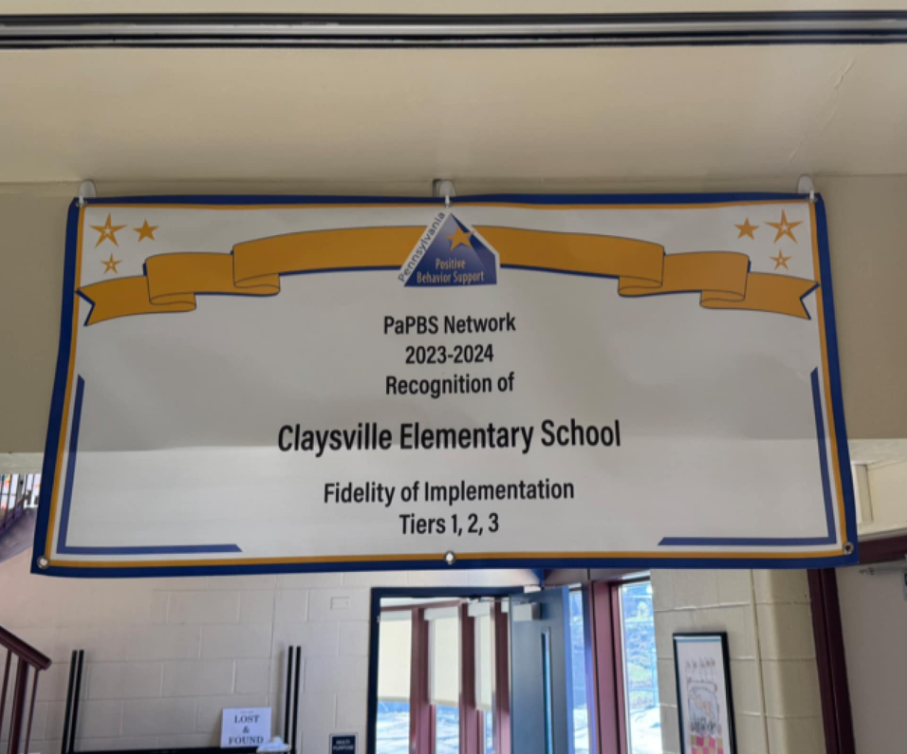 Pennsylvania
Positive
Behavior Support
PaPBS Network
2023-2024
Recognition of
Claysville Elementary School
Fidelity of Implementation
Tiers 1, 2, 3
LOST
&
FOUND